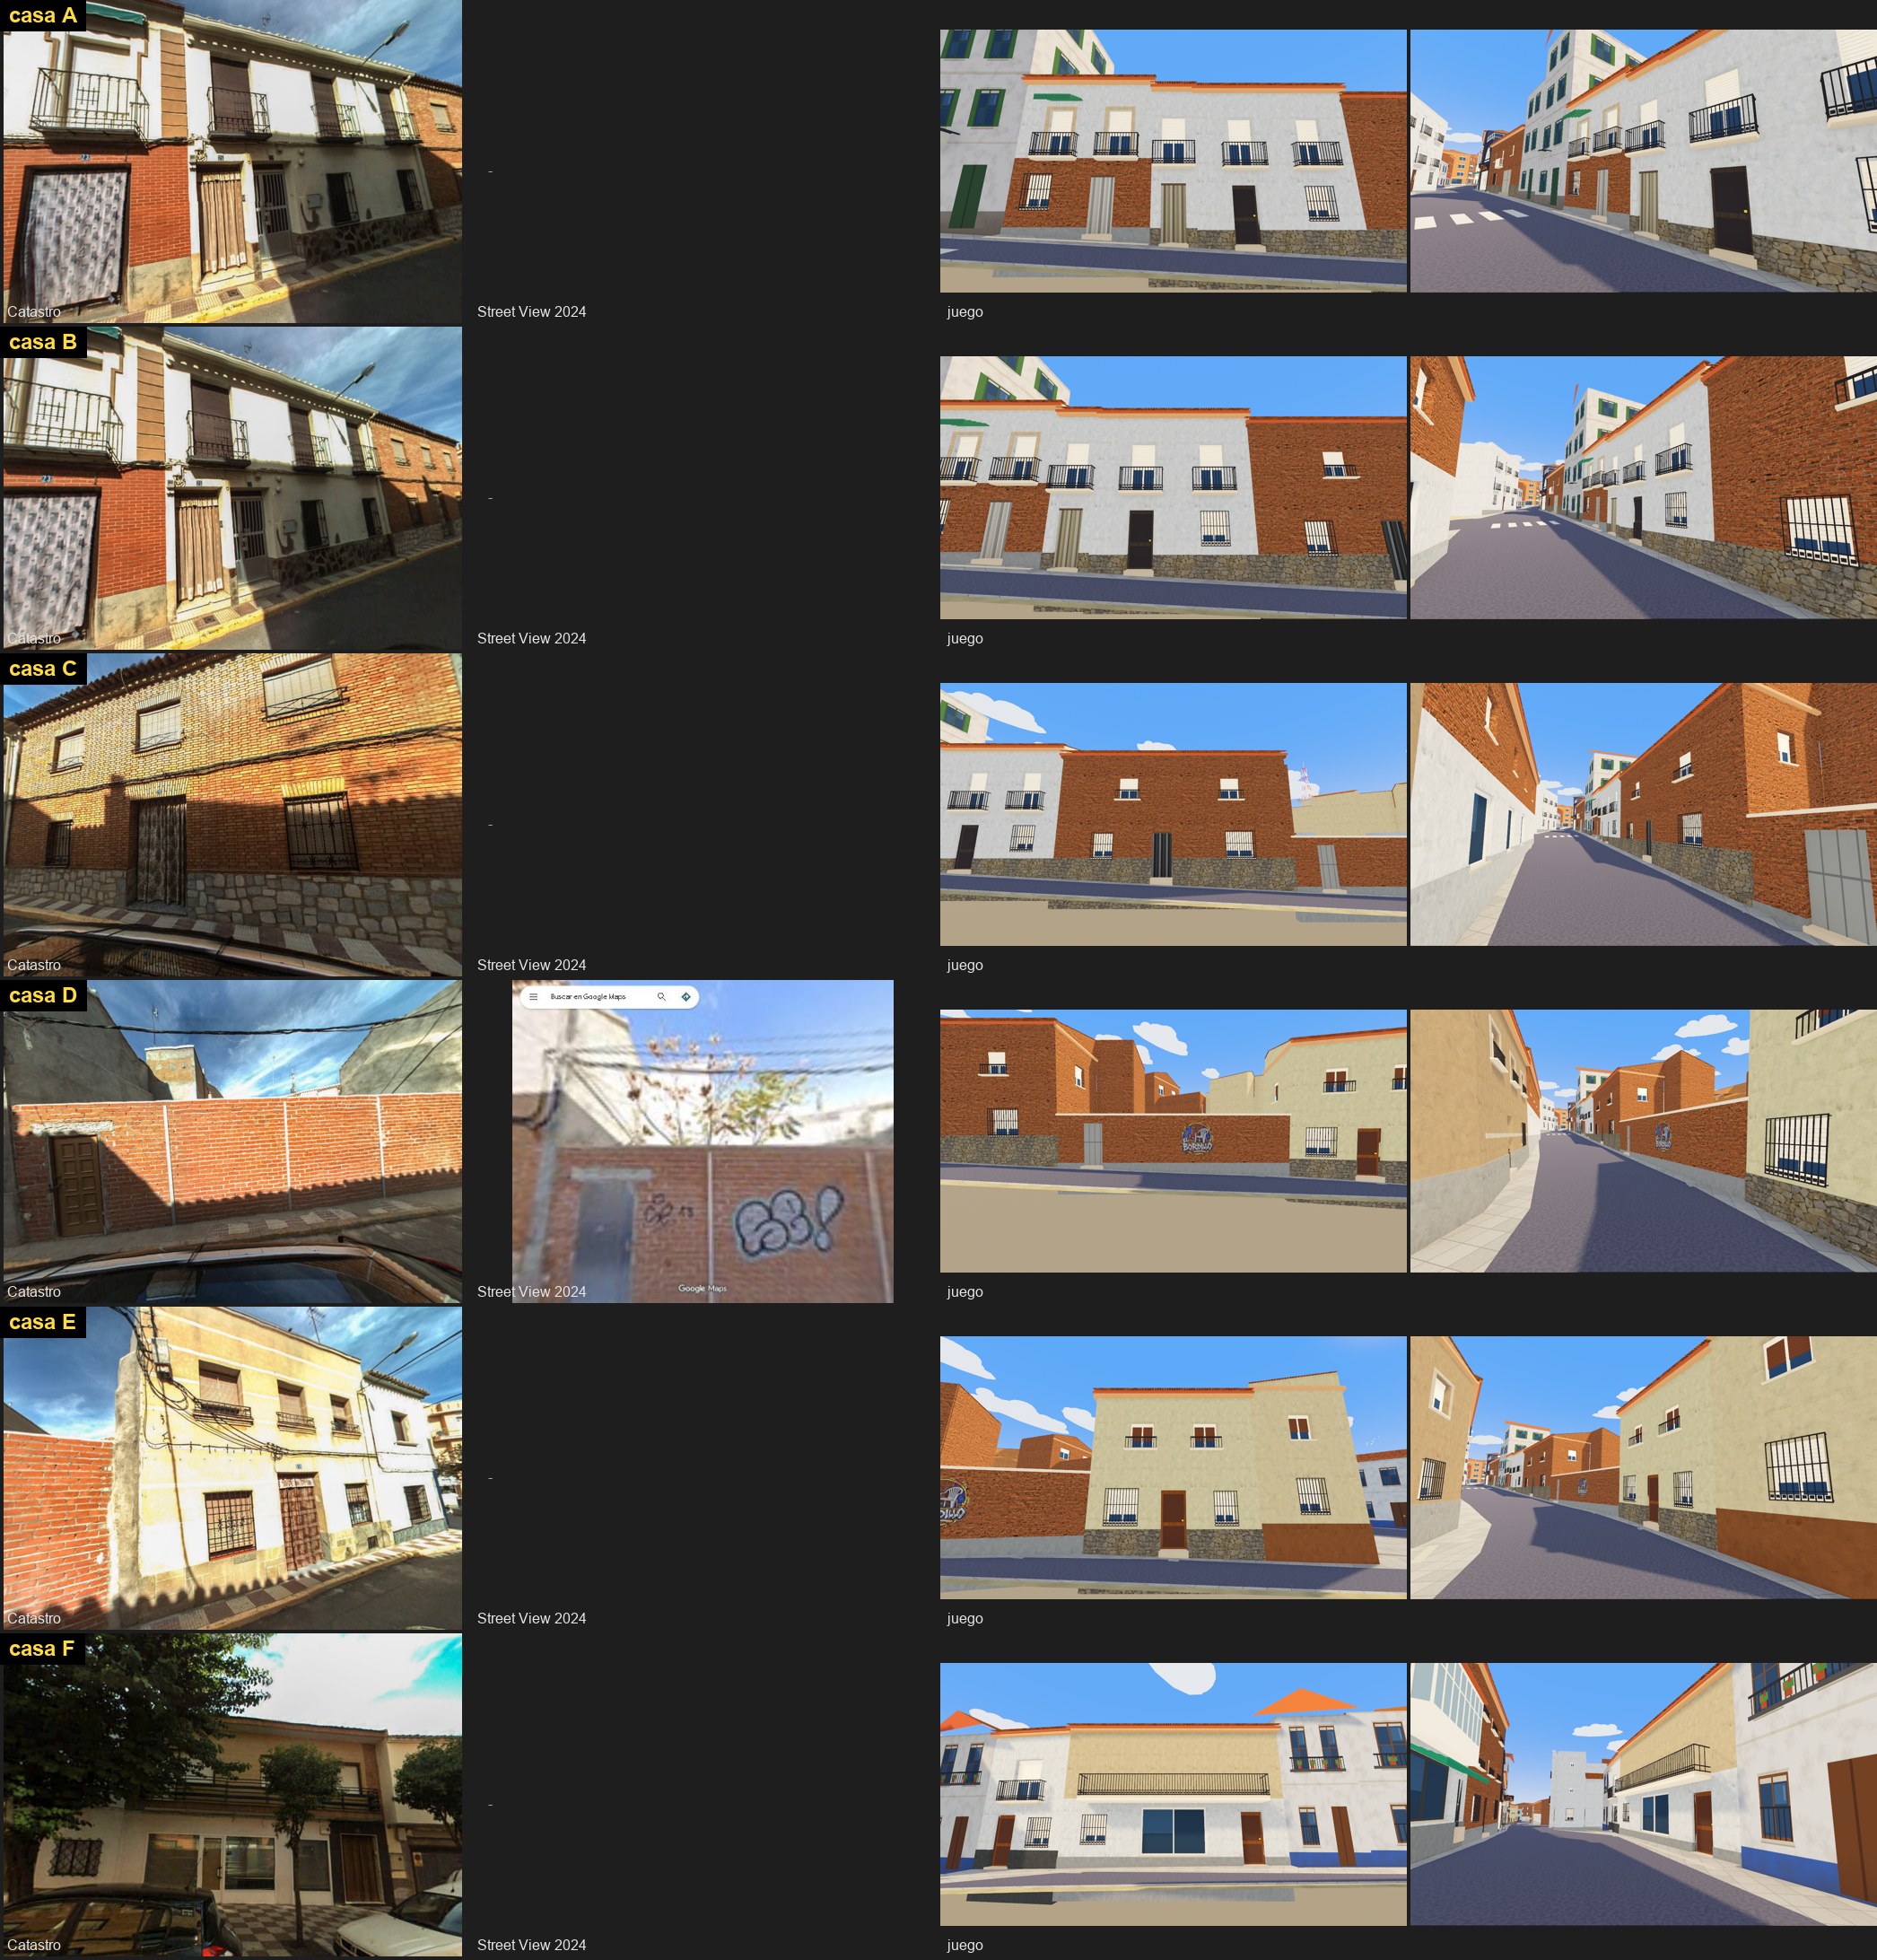 casa A
Catastro
-
Street View 2024
juego
casa B
Catastro
-
Street View 2024
juego
casa C
Catastro
-
Street View 2024
juego
casa D
Buscar en Google Maps
Google Maps
Catastro
Street View 2024
BORDILLO
juego
casa E
Catastro
-
Street View 2024
juego
casa F
Catastro
-
Street View 2024
juego